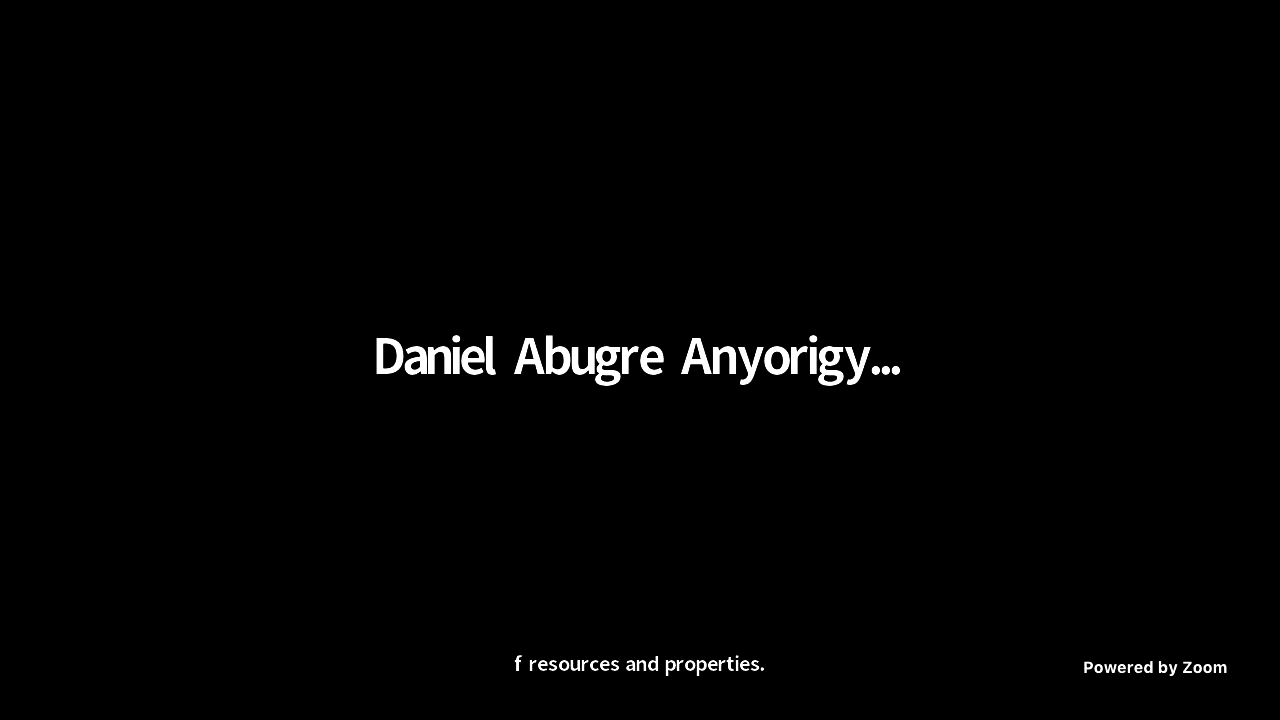 Daniel Abugre Anyorigy...
f resources and properties.
Powered by Zoom